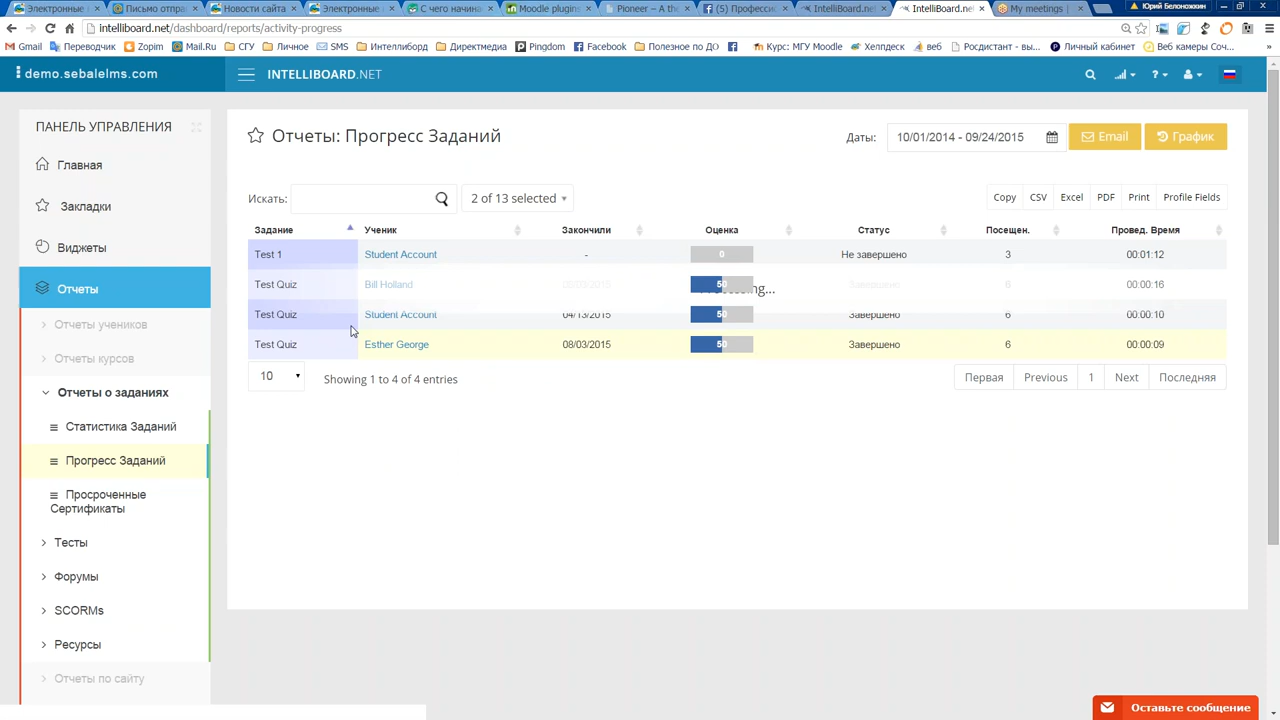 Электронные к
Письмо отпра
Новости сайта
Электронные к
С чего начина
Moodle plugins
Pioneer – A the
(5) Професси
IntelliBoard.net
IntelliBoard.net
My meetings
Юрий Белоножкин
intelliboard.net/dashboard/reports/activity-progress
Gmail
Переводчик
Zopim
Mail.Ru
СГУ
Личное
SMS
Интеллиборд
Директмедиа
Pingdom
Facebook
Полезное по ДО
Курс: МГУ Moodle
Хелпдеск
веб
Росдистант - вы...
Личный кабинет
Веб камеры Соч...
demo.sebalelms.com
INTELLIBOARD.NET
ПАНЕЛЬ УПРАВЛЕНИЯ
Главная
Закладки
Виджеты
Отчеты
Отчеты учеников
Отчеты курсов
Отчеты о заданиях
Статистика Заданий
Прогресс Заданий
Просроченные
Сертификаты
Тесты
Форумы
SCORMs
Ресурсы
Отчеты по сайту
Отчеты: Прогресс Заданий
Даты: 10/01/2014 - 09/24/2015 Email График
Искать: 2 of 13 selected Copy CSV Excel PDF Print Profile Fields
Задание Ученик Закончили Оценка Статус Посещен. Провед. Время
Test 1 Student Account - 0 Не завершено 3 00:01:12
Test Quiz Bill Holland 50 Завершено 6 00:00:16
Test Quiz Student Account 04/13/2015 50 Завершено 6 00:00:10
Test Quiz Esther George 08/03/2015 50 Завершено 6 00:00:09
10 Showing 1 to 4 of 4 entries Первая Previous 1 Next Последняя
Оставьте сообщение